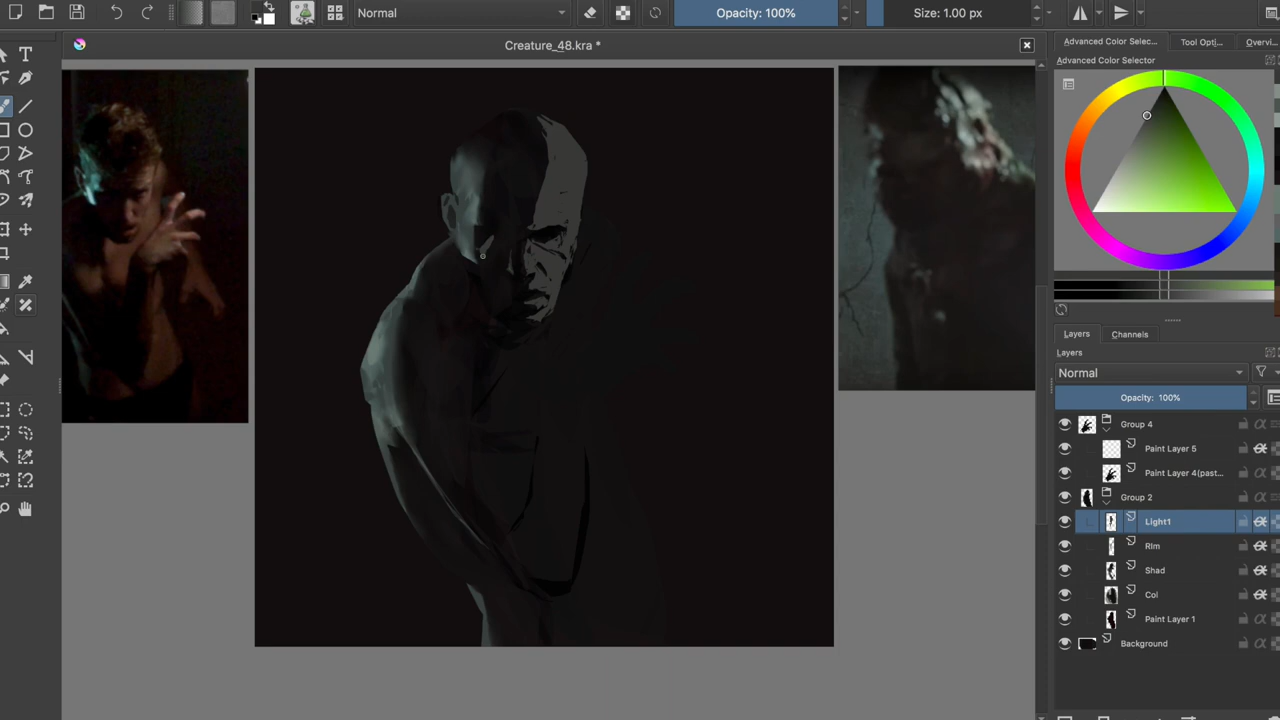 Normal
Opacity: 100%
Size: 1.00 px
Creature_48.kra *
Advanced Color Selec...
Tool Opti...
Overvi...
Advanced Color Selector
Layers
Channels
Layers
Normal
Opacity: 100%
Group 4
Paint Layer 5
Paint Layer 4(past...
Group 2
Light1
Rim
Shad
Col
Paint Layer 1
Background